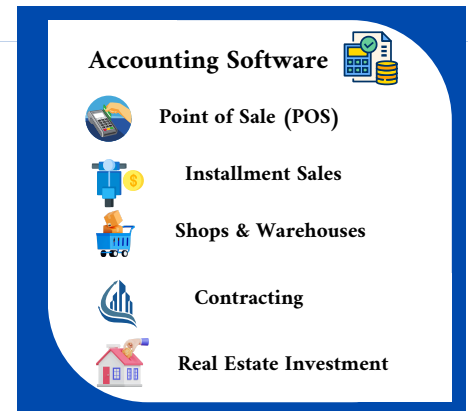 Accounting Software
Point of Sale (POS)
Installment Sales
Shops & Warehouses
Contracting
Real Estate Investment